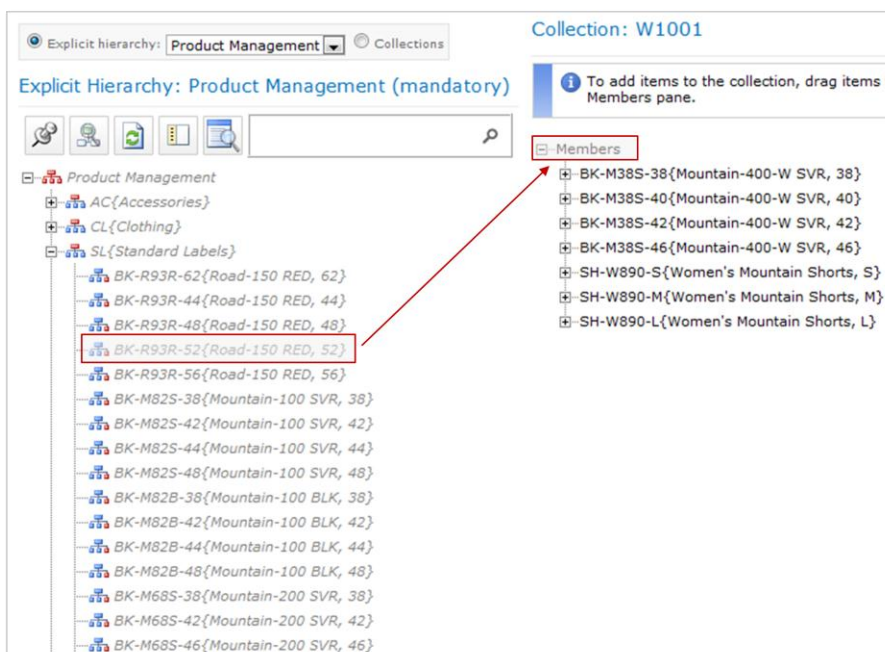 Explicit hierarchy: Product Management Collections
Explicit Hierarchy: Product Management (mandatory)
Product Management
AC{Accessories}
CL{Clothing}
SL{Standard Labels}
BK-R93R-62{Road-150 RED, 62}
BK-R93R-44{Road-150 RED, 44}
BK-R93R-48{Road-150 RED, 48}
BK-R93R-52{Road-150 RED, 52}
BK-R93R-56{Road-150 RED, 56}
BK-M82S-38{Mountain-100 SVR, 38}
BK-M82S-42{Mountain-100 SVR, 42}
BK-M82S-44{Mountain-100 SVR, 44}
BK-M82S-48{Mountain-100 SVR, 48}
BK-M82B-38{Mountain-100 BLK, 38}
BK-M82B-42{Mountain-100 BLK, 42}
BK-M82B-44{Mountain-100 BLK, 44}
BK-M82B-48{Mountain-100 BLK, 48}
BK-M68S-38{Mountain-200 SVR, 38}
BK-M68S-42{Mountain-200 SVR, 42}
BK-M68S-46{Mountain-200 SVR, 46}
Collection: W1001
To add items to the collection, drag items
Members pane.
Members
BK-M38S-38{Mountain-400-W SVR, 38}
BK-M38S-40{Mountain-400-W SVR, 40}
BK-M38S-42{Mountain-400-W SVR, 42}
BK-M38S-46{Mountain-400-W SVR, 46}
SH-W890-S{Women's Mountain Shorts, S}
SH-W890-M{Women's Mountain Shorts, M}
SH-W890-L{Women's Mountain Shorts, L}